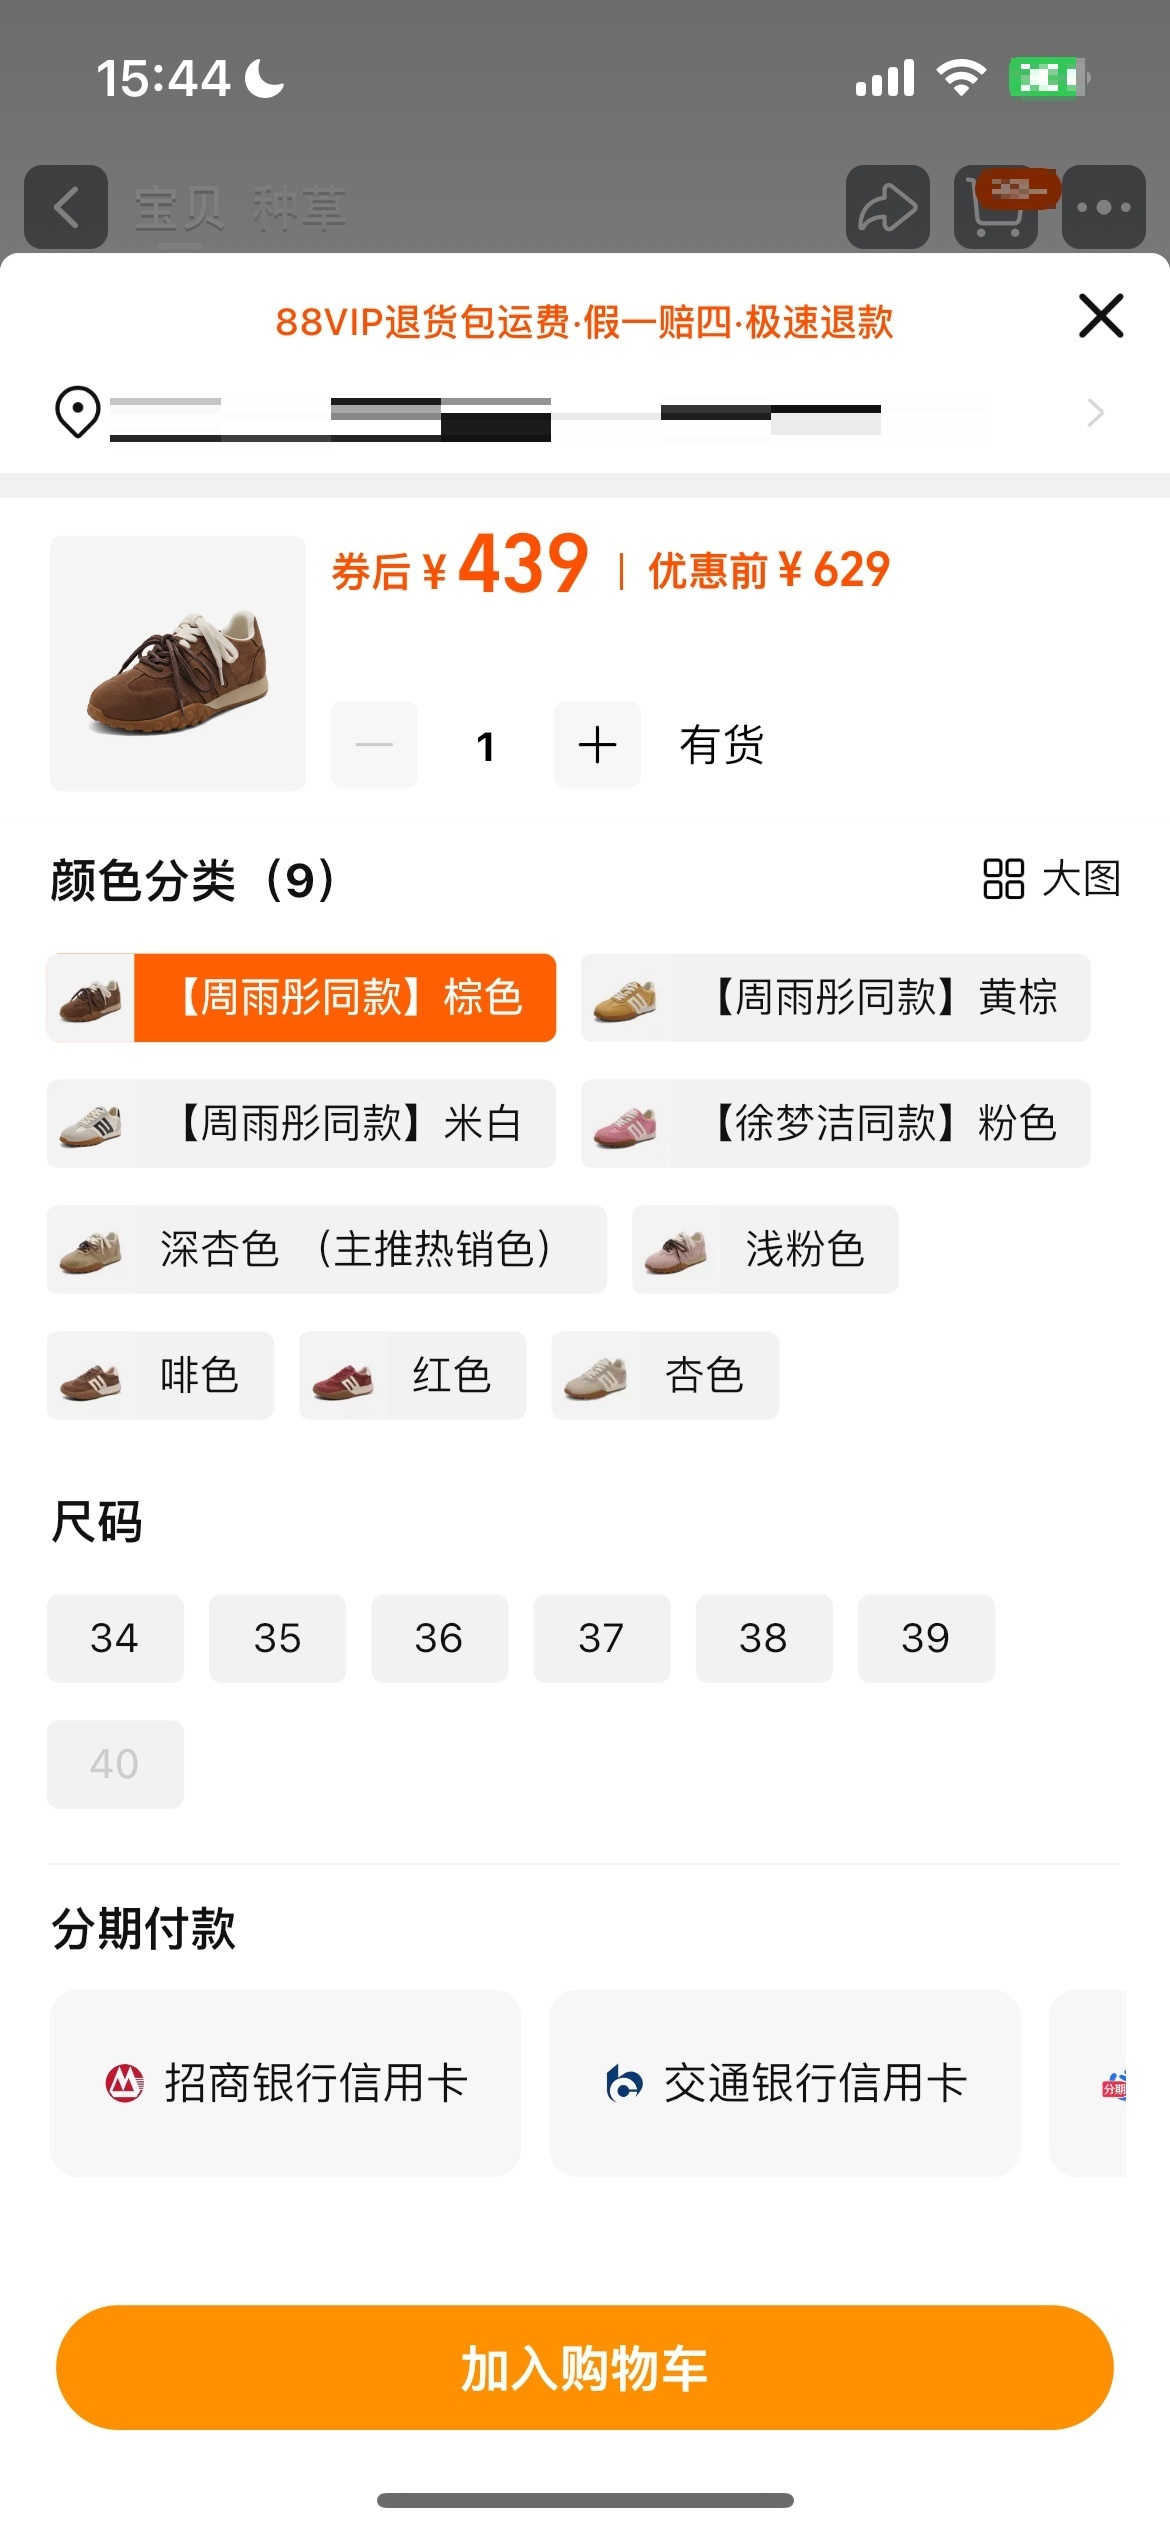 15:44
宝贝 种草
88VIP退货包运费·假一赔四·极速退款
券后 ¥ 439 | 优惠前 ¥ 629
1 有货
颜色分类（9） 大图
【周雨彤同款】棕色 【周雨彤同款】黄棕
【周雨彤同款】米白 【徐梦洁同款】粉色
深杏色 （主推热销色） 浅粉色
啡色 红色 杏色
尺码
34 35 36 37 38 39
40
分期付款
招商银行信用卡 交通银行信用卡 分期
加入购物车